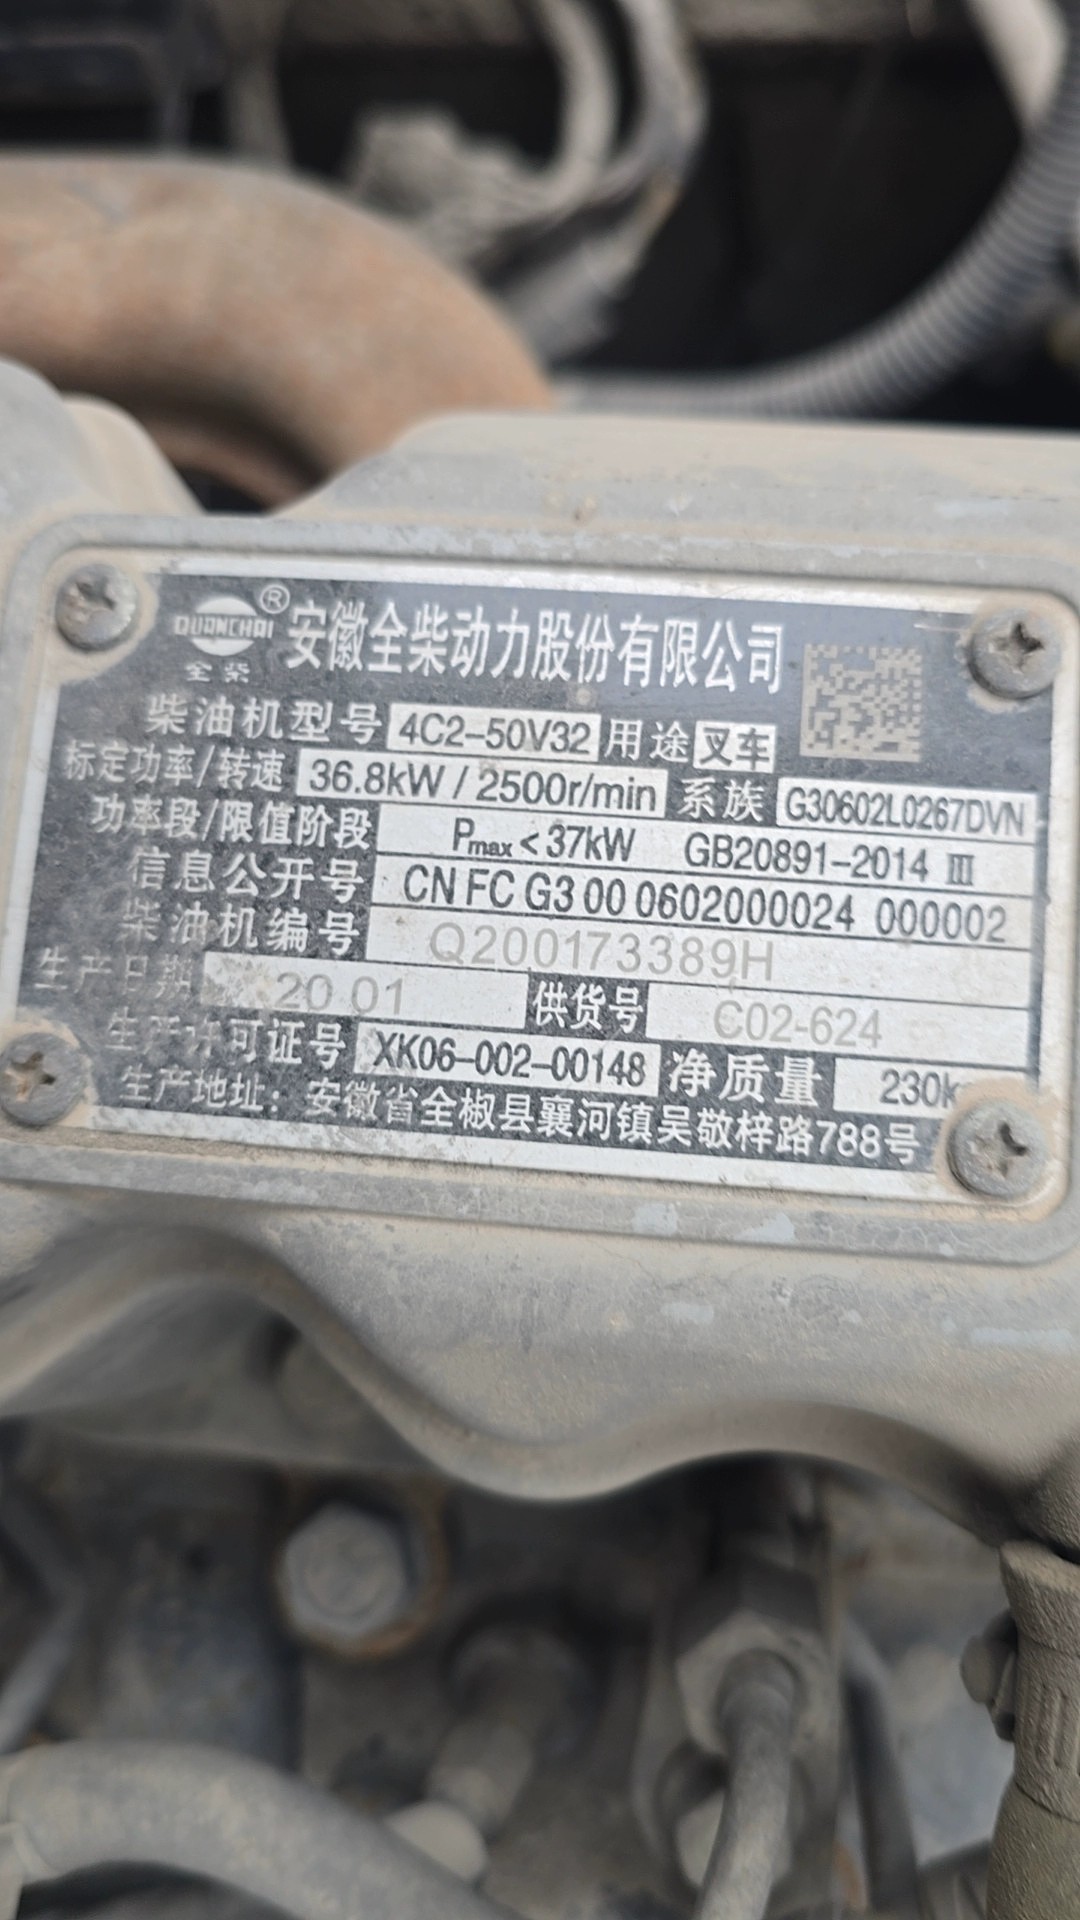 QUANCHAI ® 安徽全柴动力股份有限公司
全柴
柴油机型号 4C2-50V32 用途 叉车
标定功率/转速 36.8kW / 2500r/min 系族 G30602L0267DVN
功率段/限值阶段 Pmax < 37kW GB20891-2014 Ⅲ
信息公开号 CN FC G3 00 0602000024 000002
柴油机编号 Q200173389H
生产日期 20 01 供货号 C02-624
生产许可证号 XK06-002-00148 净质量 230k
生产地址：安徽省全椒县襄河镇吴敬梓路788号